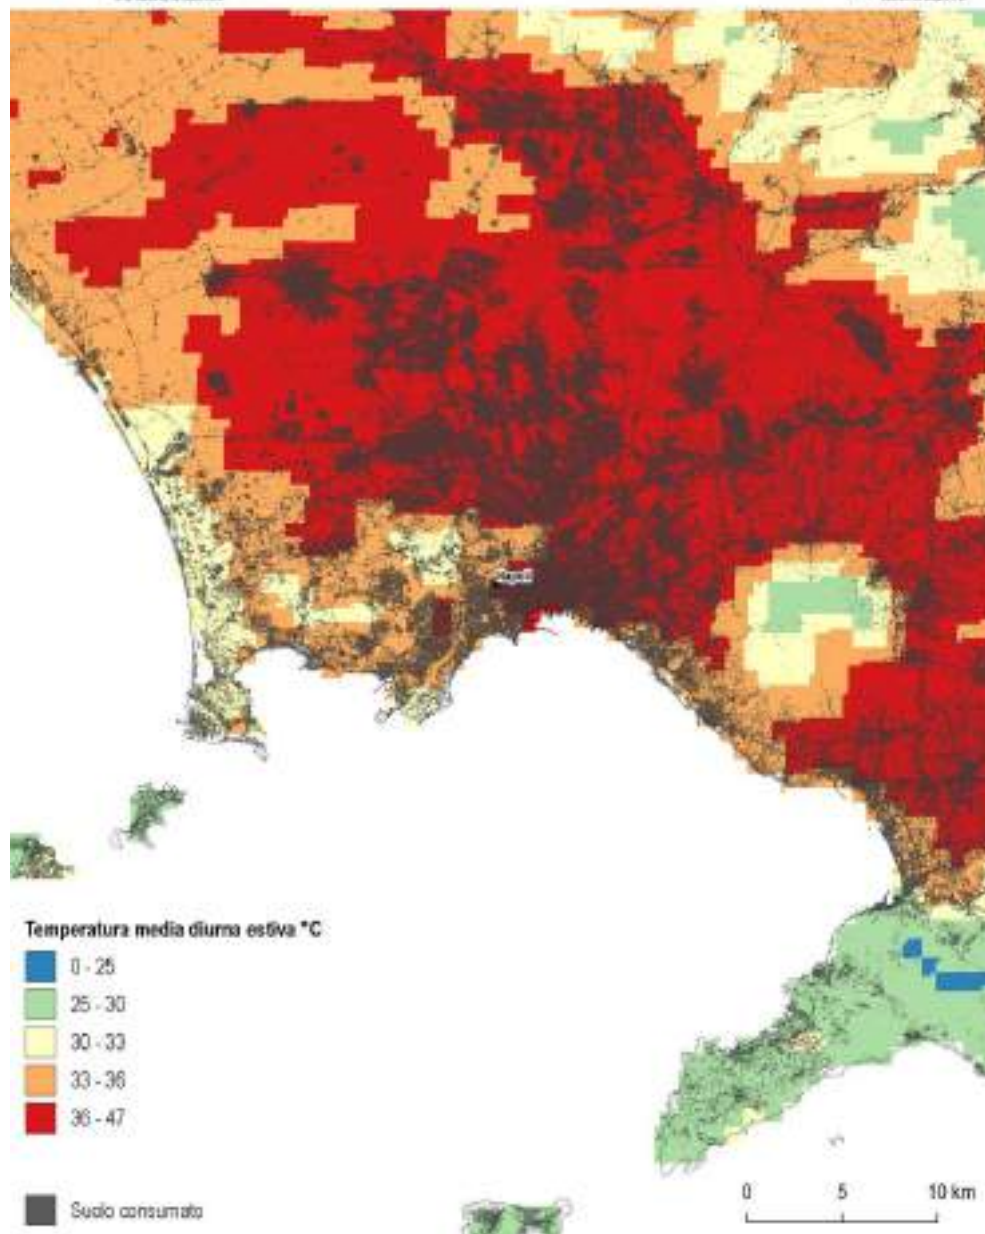 Napoli
Temperatura media diurna estiva °C
0 - 25
25 - 30
30 - 33
33 - 36
36 - 47
Suolo consumato
0 5 10 km